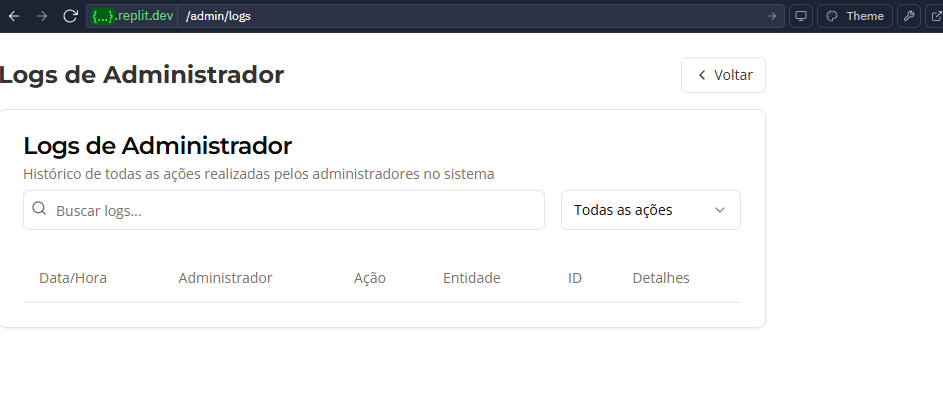 {...}.replit.dev /admin/logs Theme
Logs de Administrador Voltar
Logs de Administrador
Histórico de todas as ações realizadas pelos administradores no sistema
Buscar logs... Todas as ações
Data/Hora Administrador Ação Entidade ID Detalhes